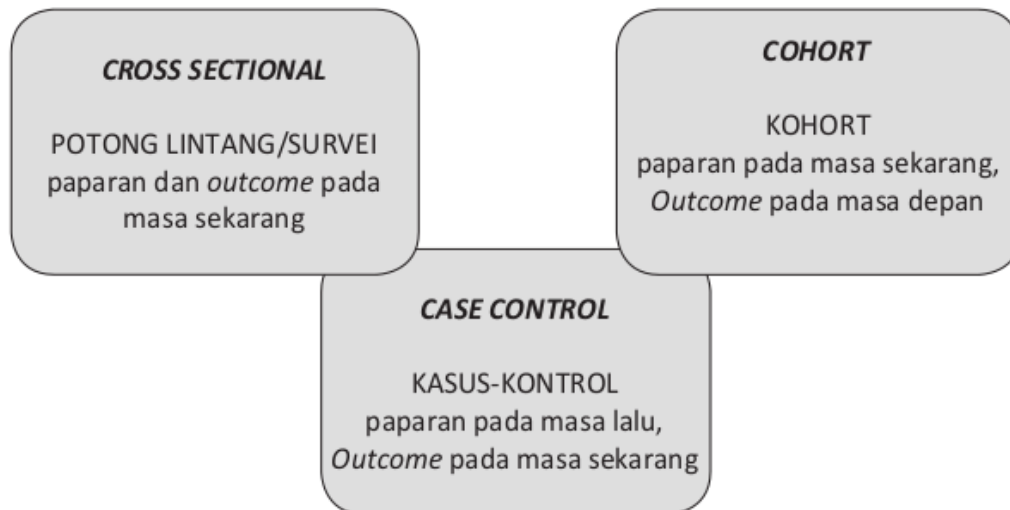 CROSS SECTIONAL
POTONG LINTANG/SURVEI
paparan dan outcome pada
masa sekarang
COHORT
KOHORT
paparan pada masa sekarang,
Outcome pada masa depan
CASE CONTROL
KASUS-KONTROL
paparan pada masa lalu,
Outcome pada masa sekarang